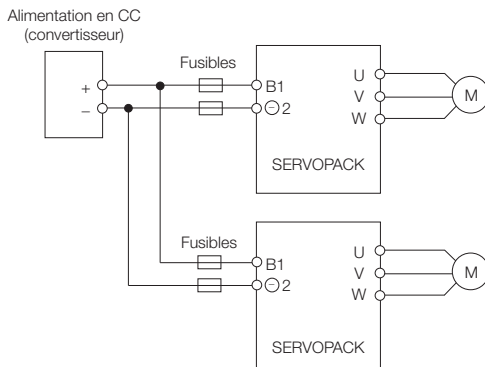 Alimentation en CC
(convertisseur)
Fusibles
+
−
B1
⊖ 2
U
V
W
M
SERVOPACK
Fusibles
B1
⊖ 2
U
V
W
M
SERVOPACK